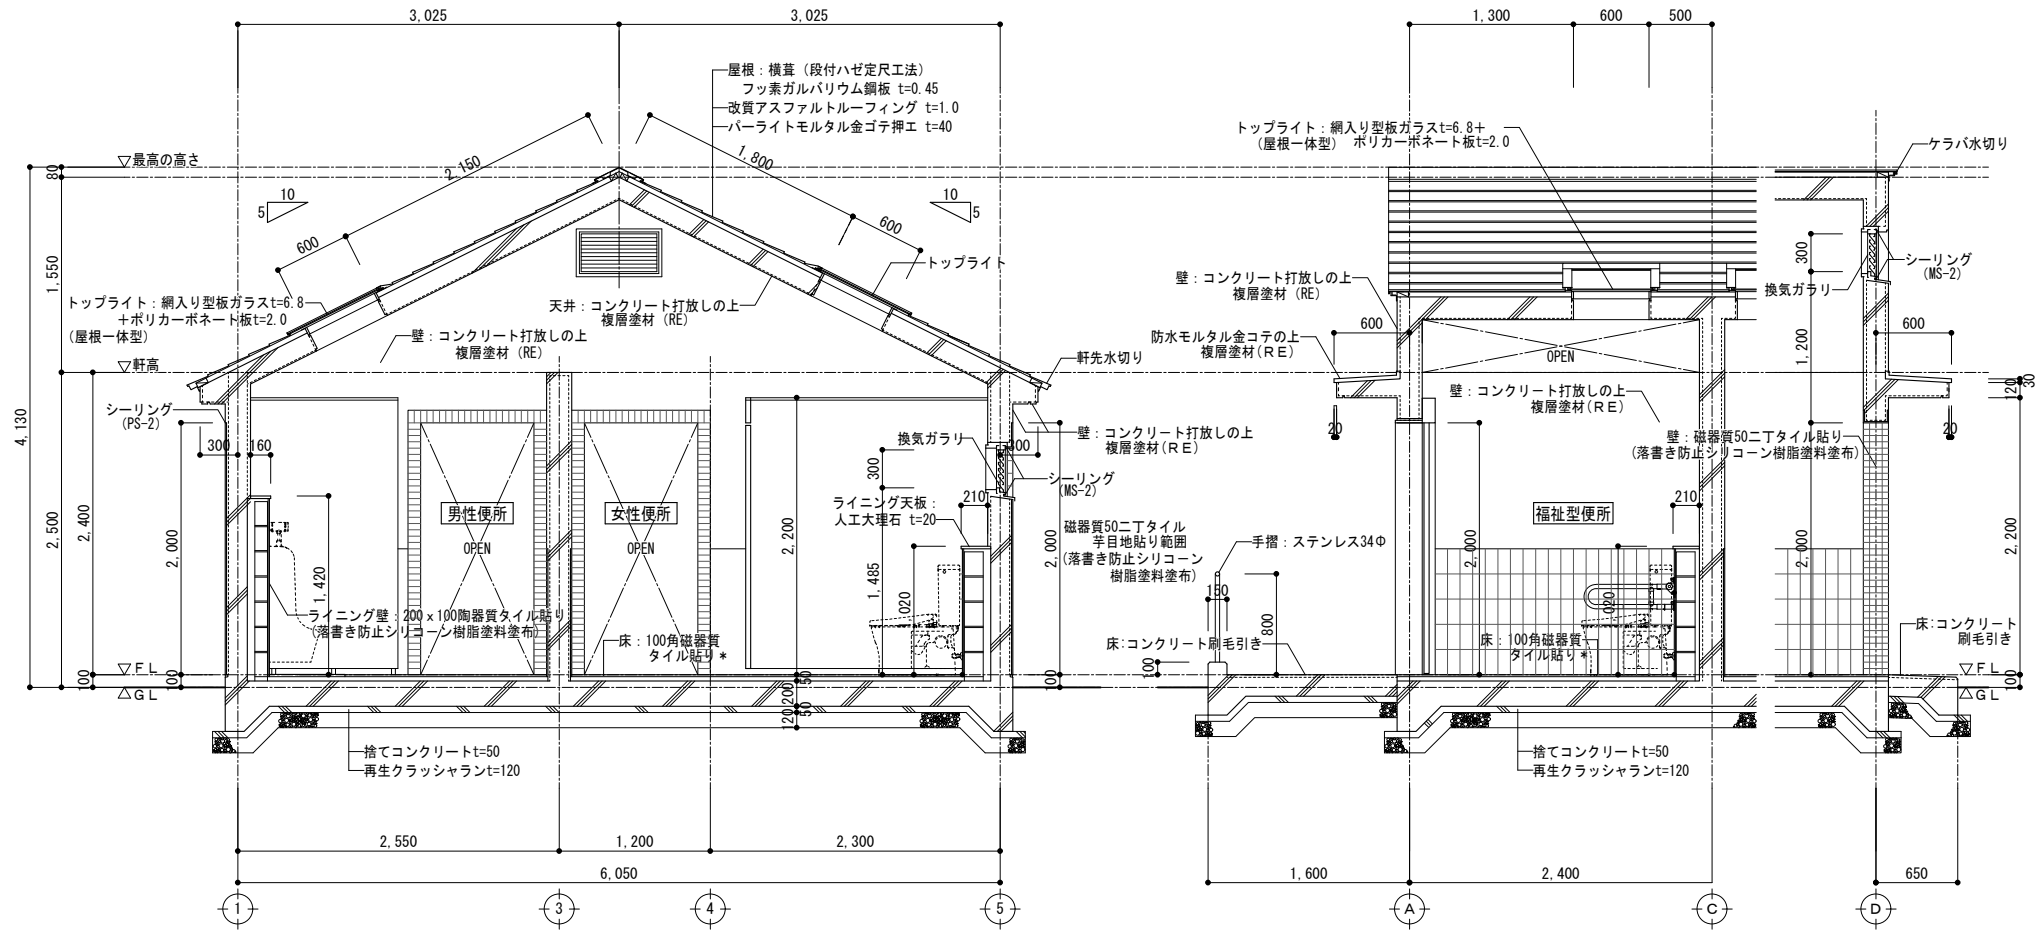 3,025
3,025
1,300
600
500
屋根：横葺（段付ハゼ定尺工法）
フッ素ガルバリウム鋼板 t=0.45
改質アスファルトルーフィング t=1.0
パーライトモルタル金ゴテ押エ t=40
トップライト：網入り型板ガラスt=6.8＋
（屋根一体型） ポリカーボネート板t=2.0
ケラバ水切り
▽最高の高さ
80
2,150
1,800
10
5
10
5
600
600
1,550
トップライト
トップライト：網入り型板ガラスt=6.8
＋ポリカーボネート板t=2.0
（屋根一体型）
天井：コンクリート打放しの上
複層塗材（RE）
壁：コンクリート打放しの上
複層塗材（RE）
壁：コンクリート打放しの上
複層塗材（RE）
300
シーリング
(MS-2)
換気ガラリ
600
防水モルタル金コテの上
複層塗材(ＲＥ)
OPEN
1,200
600
▽軒高
軒先水切り
120
30
4,130
シーリング
(PS-2)
300
160
換気ガラリ
300
壁：コンクリート打放しの上
複層塗材(ＲＥ)
シーリング
(MS-2)
壁：コンクリート打放しの上
複層塗材(ＲＥ)
20
20
壁：磁器質50二丁タイル貼り
(落書き防止シリコーン樹脂塗料塗布)
2,500
2,400
2,000
男性便所
OPEN
女性便所
OPEN
2,200
300
210
ライニング天板：
人工大理石 t=20
2,000
磁器質50二丁タイル
芋目地貼り範囲
(落書き防止シリコーン
樹脂塗料塗布)
手摺：ステンレス34Φ
150
800
福祉型便所
210
2,000
2,000
2,200
1,420
1,485
1,020
1,020
ライニング壁：200ｘ100陶器質タイル貼り
(落書き防止シリコーン樹脂塗料塗布)
床：100角磁器質
タイル貼り＊
床:コンクリート刷毛引き
床：100角磁器質
タイル貼り＊
床:コンクリート
刷毛引き
▽ＦＬ
△ＧＬ
100
100
50
200
50
120
100
100
▽ＦＬ
△ＧＬ
100
捨てコンクリートt=50
再生クラッシャランt=120
捨てコンクリートt=50
再生クラッシャランt=120
2,550
1,200
2,300
6,050
1,600
2,400
650
1
3
4
5
A
C
D